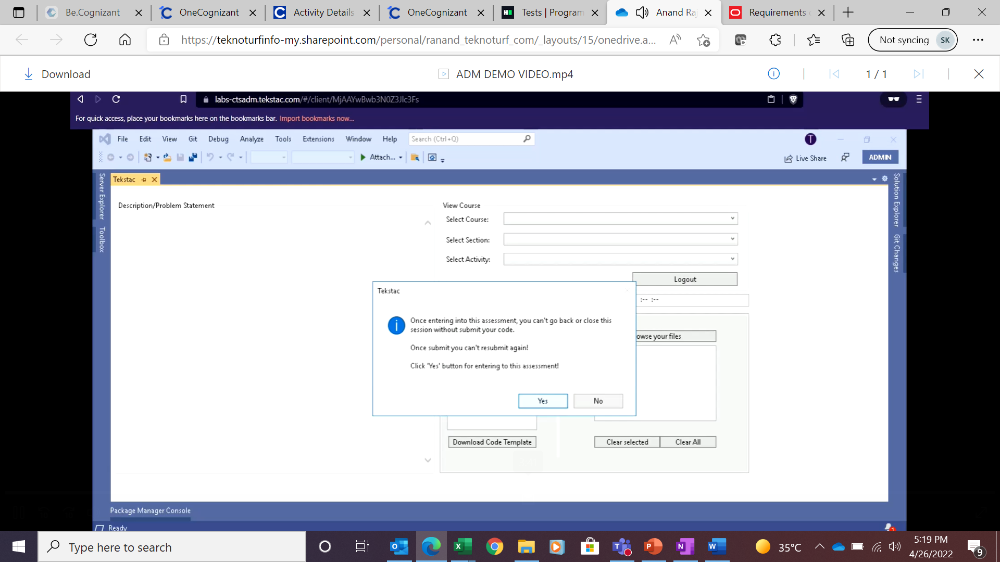 Be.Cognizant
OneCognizant
Activity Details
OneCognizant
Tests | Program
Anand Raj
Requirements
https://teknoturfinfo-my.sharepoint.com/personal/ranand_teknoturf_com/_layouts/15/onedrive.a...
Not syncing
SK
Download
ADM DEMO VIDEO.mp4
1 / 1
labs-ctsadm.tekstac.com/#/client/MjAAYwBwb3N0Z3Jlc3Fs
For quick access, place your bookmarks here on the bookmarks bar. Import bookmarks now...
File Edit View Git Debug Analyze Tools Extensions Window Help
Search (Ctrl+Q)
T
Attach...
Live Share
ADMIN
Server Explorer
Toolbox
Tekstac
Solution Explorer
Git Changes
Description/Problem Statement
View Course
Select Course:
Select Section:
Select Activity:
Logout
:-- :--
Tekstac
Once entering into this assessment, you can't go back or close this
session without submit your code.
Once submit you can't resubmit again!
Click 'Yes' button for entering to this assessment!
Yes
No
owse your files
Download Code Template
Clear selected
Clear All
Package Manager Console
Ready
1
Type here to search
35°C
5:19 PM
4/26/2022
9